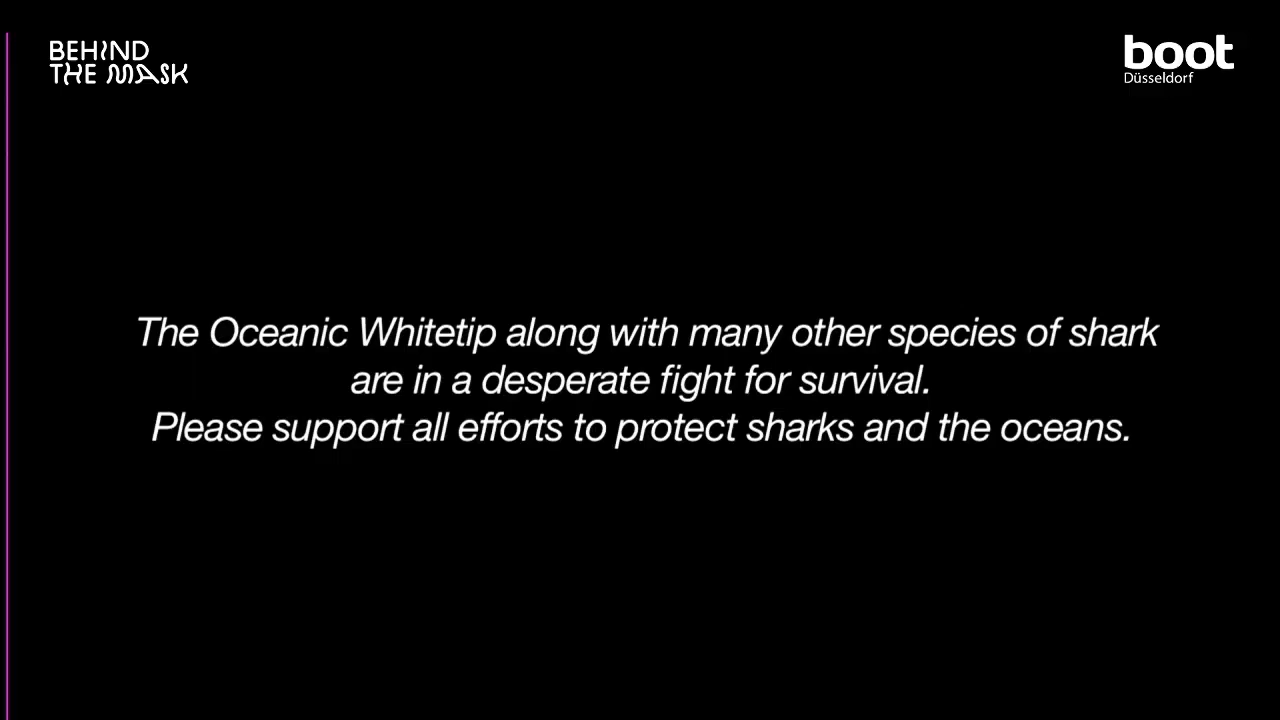 BEHIND
THE MASK
boot
Düsseldorf
The Oceanic Whitetip along with many other species of shark
are in a desperate fight for survival.
Please support all efforts to protect sharks and the oceans.